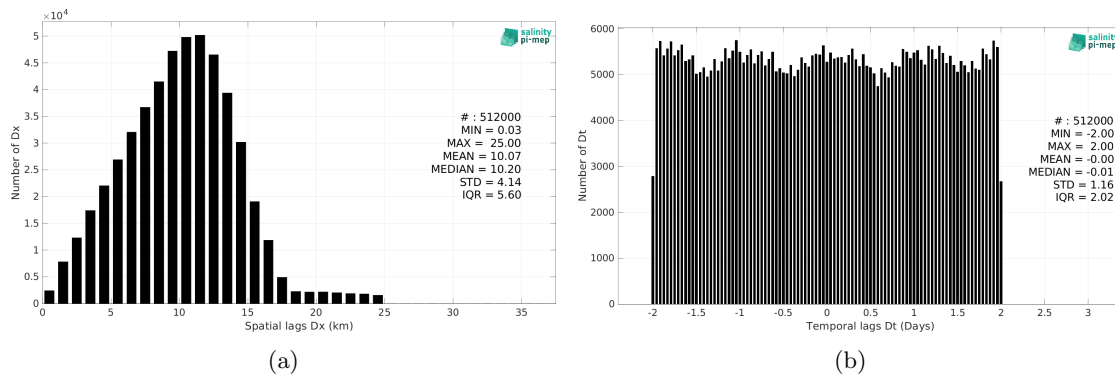 ×10⁴
5
4.5
4
3.5
3
2.5
2
1.5
1
0.5
0
Number of Dx
0 5 10 15 20 25 30 35
Spatial lags Dx (km)
salinity
pi-mep
# : 512000
MIN = 0.03
MAX = 25.00
MEAN = 10.07
MEDIAN = 10.20
STD = 4.14
IQR = 5.60
(a)
6000
5000
4000
3000
2000
1000
0
Number of Dt
-2 -1.5 -1 -0.5 0 0.5 1 1.5 2 2.5 3
Temporal lags Dt (Days)
salinity
pi-mep
# : 512000
MIN = -2.00
MAX = 2.00
MEAN = -0.00
MEDIAN = -0.01
STD = 1.16
IQR = 2.02
(b)